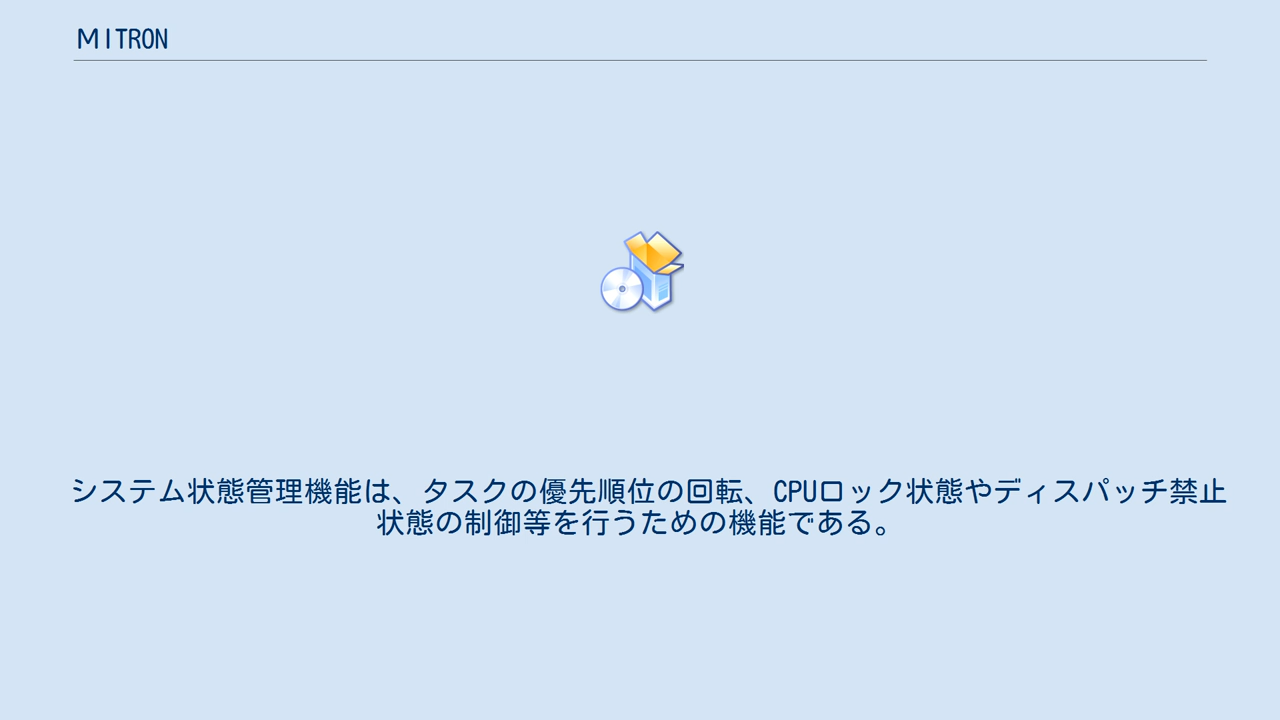 MITRON
システム状態管理機能は、タスクの優先順位の回転、CPUロック状態やディスパッチ禁止
状態の制御等を行うための機能である。